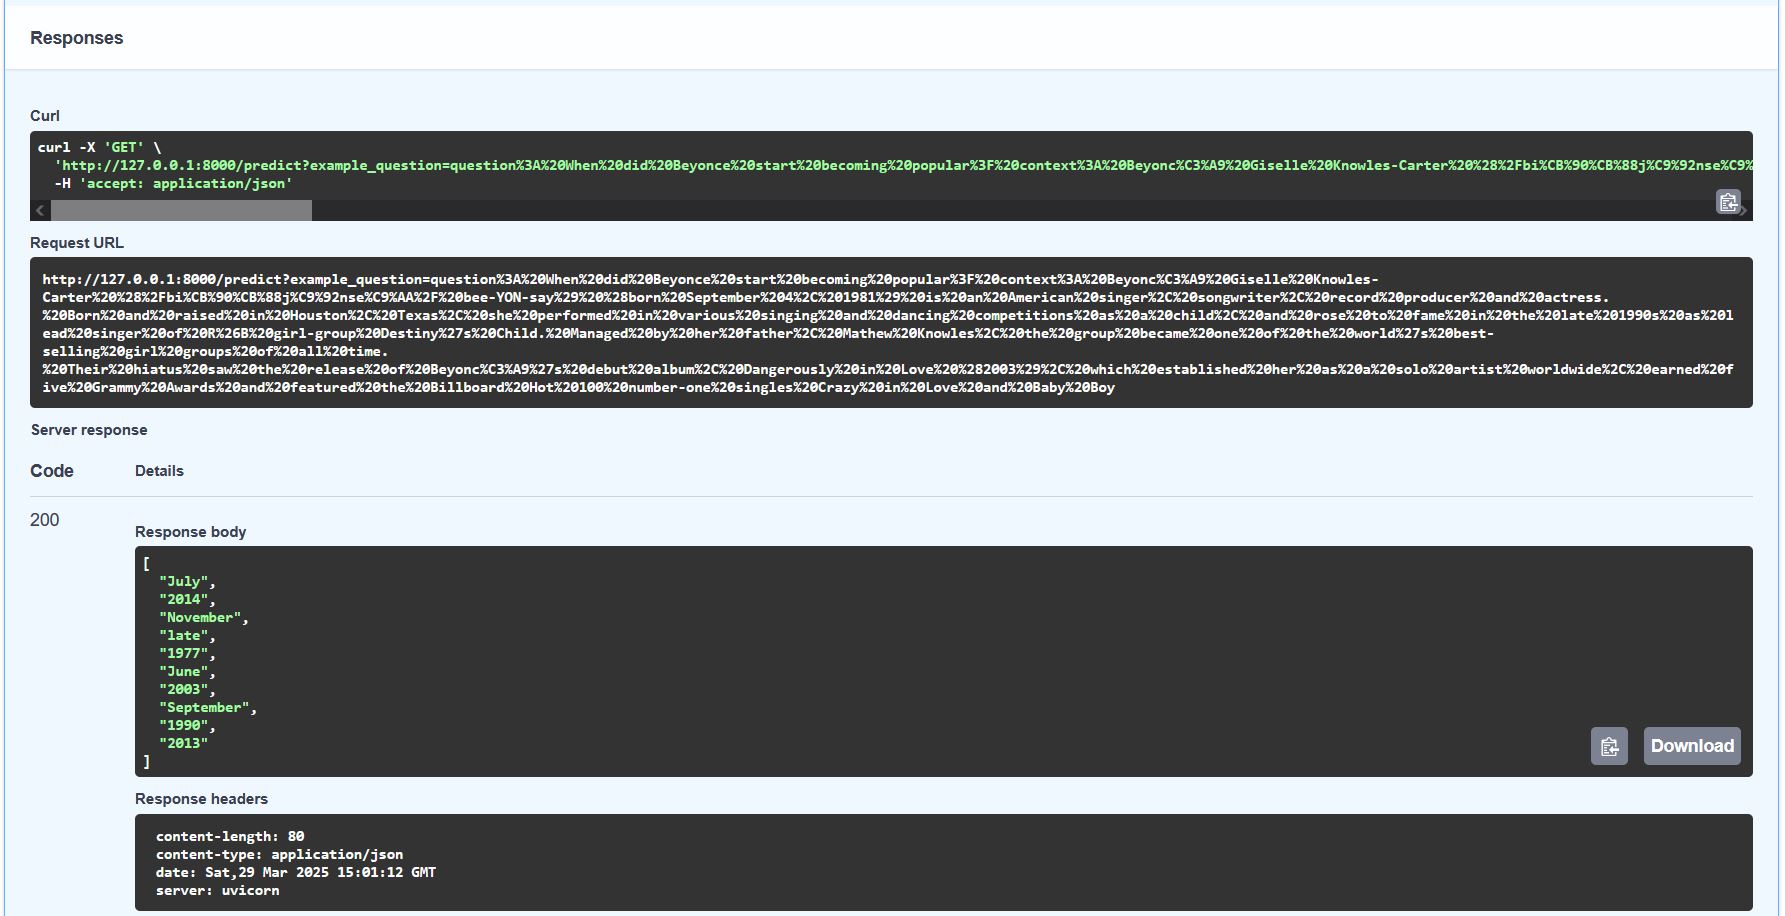 Responses
Curl
curl -X 'GET' \
'http://127.0.0.1:8000/predict?example_question=question%3A%20When%20did%20Beyonce%20start%20becoming%20popular%3F%20context%3A%20Beyonc%C3%A9%20Giselle%20Knowles-Carter%20%28%2Fbi%CB%90%CB%88j%C9%92nse%C9%
-H 'accept: application/json'
Request URL
http://127.0.0.1:8000/predict?example_question=question%3A%20When%20did%20Beyonce%20start%20becoming%20popular%3F%20context%3A%20Beyonc%C3%A9%20Giselle%20Knowles-
Carter%20%28%2Fbi%CB%90%CB%88j%C9%92nse%C9%AA%2F%20bee-YON-say%29%20%28born%20September%204%2C%201981%29%20is%20an%20American%20singer%2C%20songwriter%2C%20record%20producer%20and%20actress.
%20Born%20and%20raised%20in%20Houston%2C%20Texas%2C%20she%20performed%20in%20various%20singing%20and%20dancing%20competitions%20as%20a%20child%2C%20and%20rose%20to%20fame%20in%20the%20late%201990s%20as%20l
ead%20singer%20of%20R%26B%20girl-group%20Destiny%27s%20Child.%20Managed%20by%20her%20father%2C%20Mathew%20Knowles%2C%20the%20group%20became%20one%20of%20the%20world%27s%20best-
selling%20girl%20groups%20of%20all%20time.
%20Their%20hiatus%20saw%20the%20release%20of%20Beyonc%C3%A9%27s%20debut%20album%2C%20Dangerously%20in%20Love%20%282003%29%2C%20which%20established%20her%20as%20a%20solo%20artist%20worldwide%2C%20earned%20f
ive%20Grammy%20Awards%20and%20featured%20the%20Billboard%20Hot%20100%20number-one%20singles%20Crazy%20in%20Love%20and%20Baby%20Boy
Server response
Code Details
200
Response body
[
"July",
"2014",
"November",
"late",
"1977",
"June",
"2003",
"September",
"1990",
"2013"
]
Download
Response headers
content-length: 80
content-type: application/json
date: Sat,29 Mar 2025 15:01:12 GMT
server: uvicorn